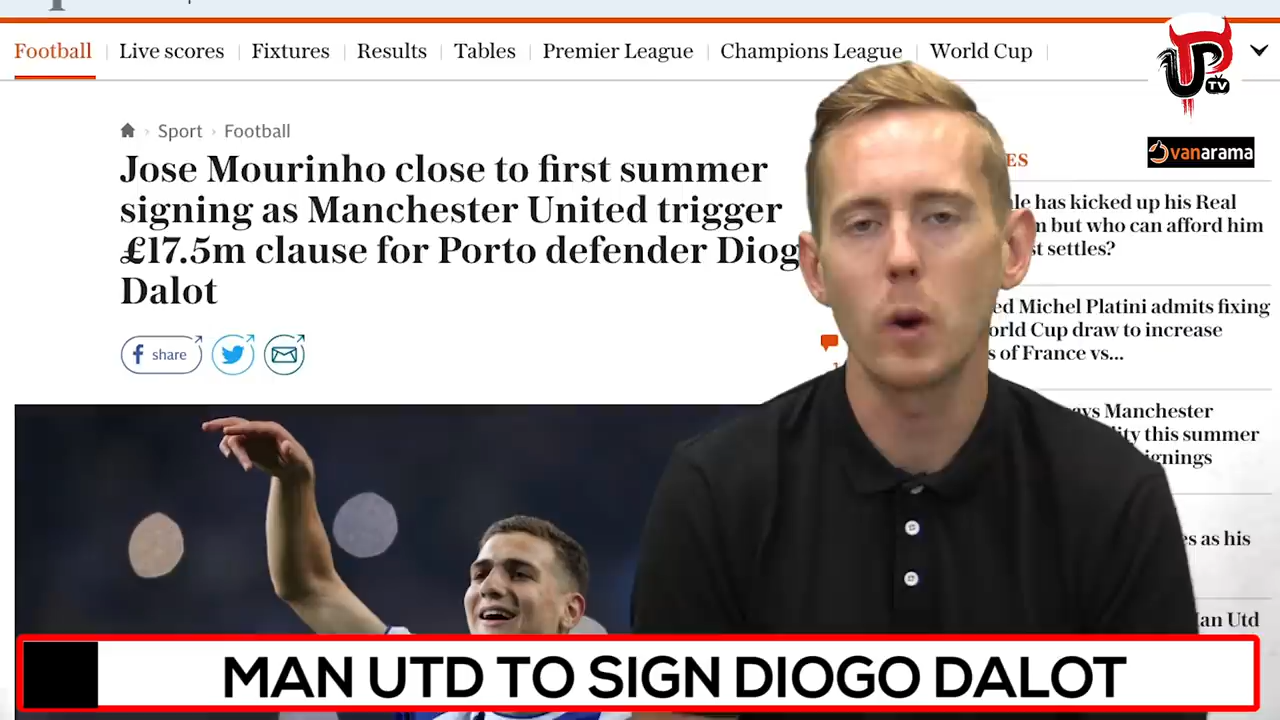 Football
Live scores
Fixtures
Results
Tables
Premier League
Champions League
World Cup
UP
TV
Sport
Football
Jose Mourinho close to first summer
signing as Manchester United trigger
£17.5m clause for Porto defender Diog
Dalot
share
vanarama
ES
le has kicked up his Real
m but who can afford him
st settles?
ed Michel Platini admits fixing
orld Cup draw to increase
s of France vs...
ays Manchester
lity this summer
ignings
es as his
an Utd
MAN UTD TO SIGN DIOGO DALOT